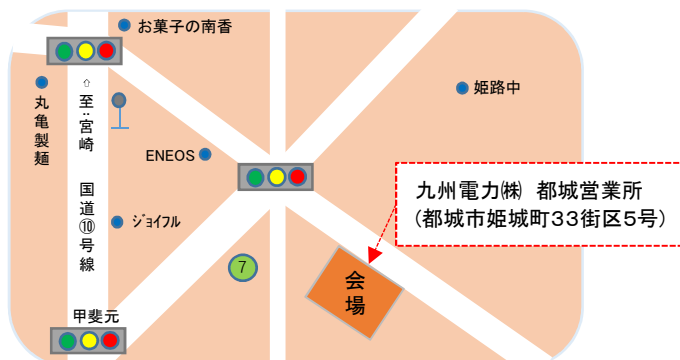 お菓子の南香
丸亀製麺
⇧至:宮崎 国道⑩号線
姫路中
ENEOS
九州電力㈱ 都城営業所
(都城市姫城町33街区5号)
ｼﾞｮｲﾌﾙ
7
会場
甲斐元